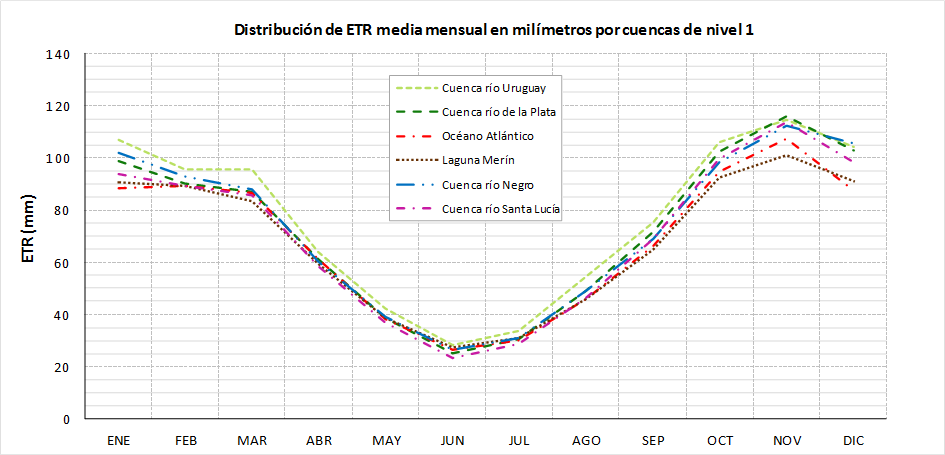 Distribución de ETR media mensual en milímetros por cuencas de nivel 1
140
120
100
80
60
40
20
0
ETR (mm)
Cuenca río Uruguay
Cuenca río de la Plata
Océano Atlántico
Laguna Merín
Cuenca río Negro
Cuenca río Santa Lucía
ENE FEB MAR ABR MAY JUN JUL AGO SEP OCT NOV DIC